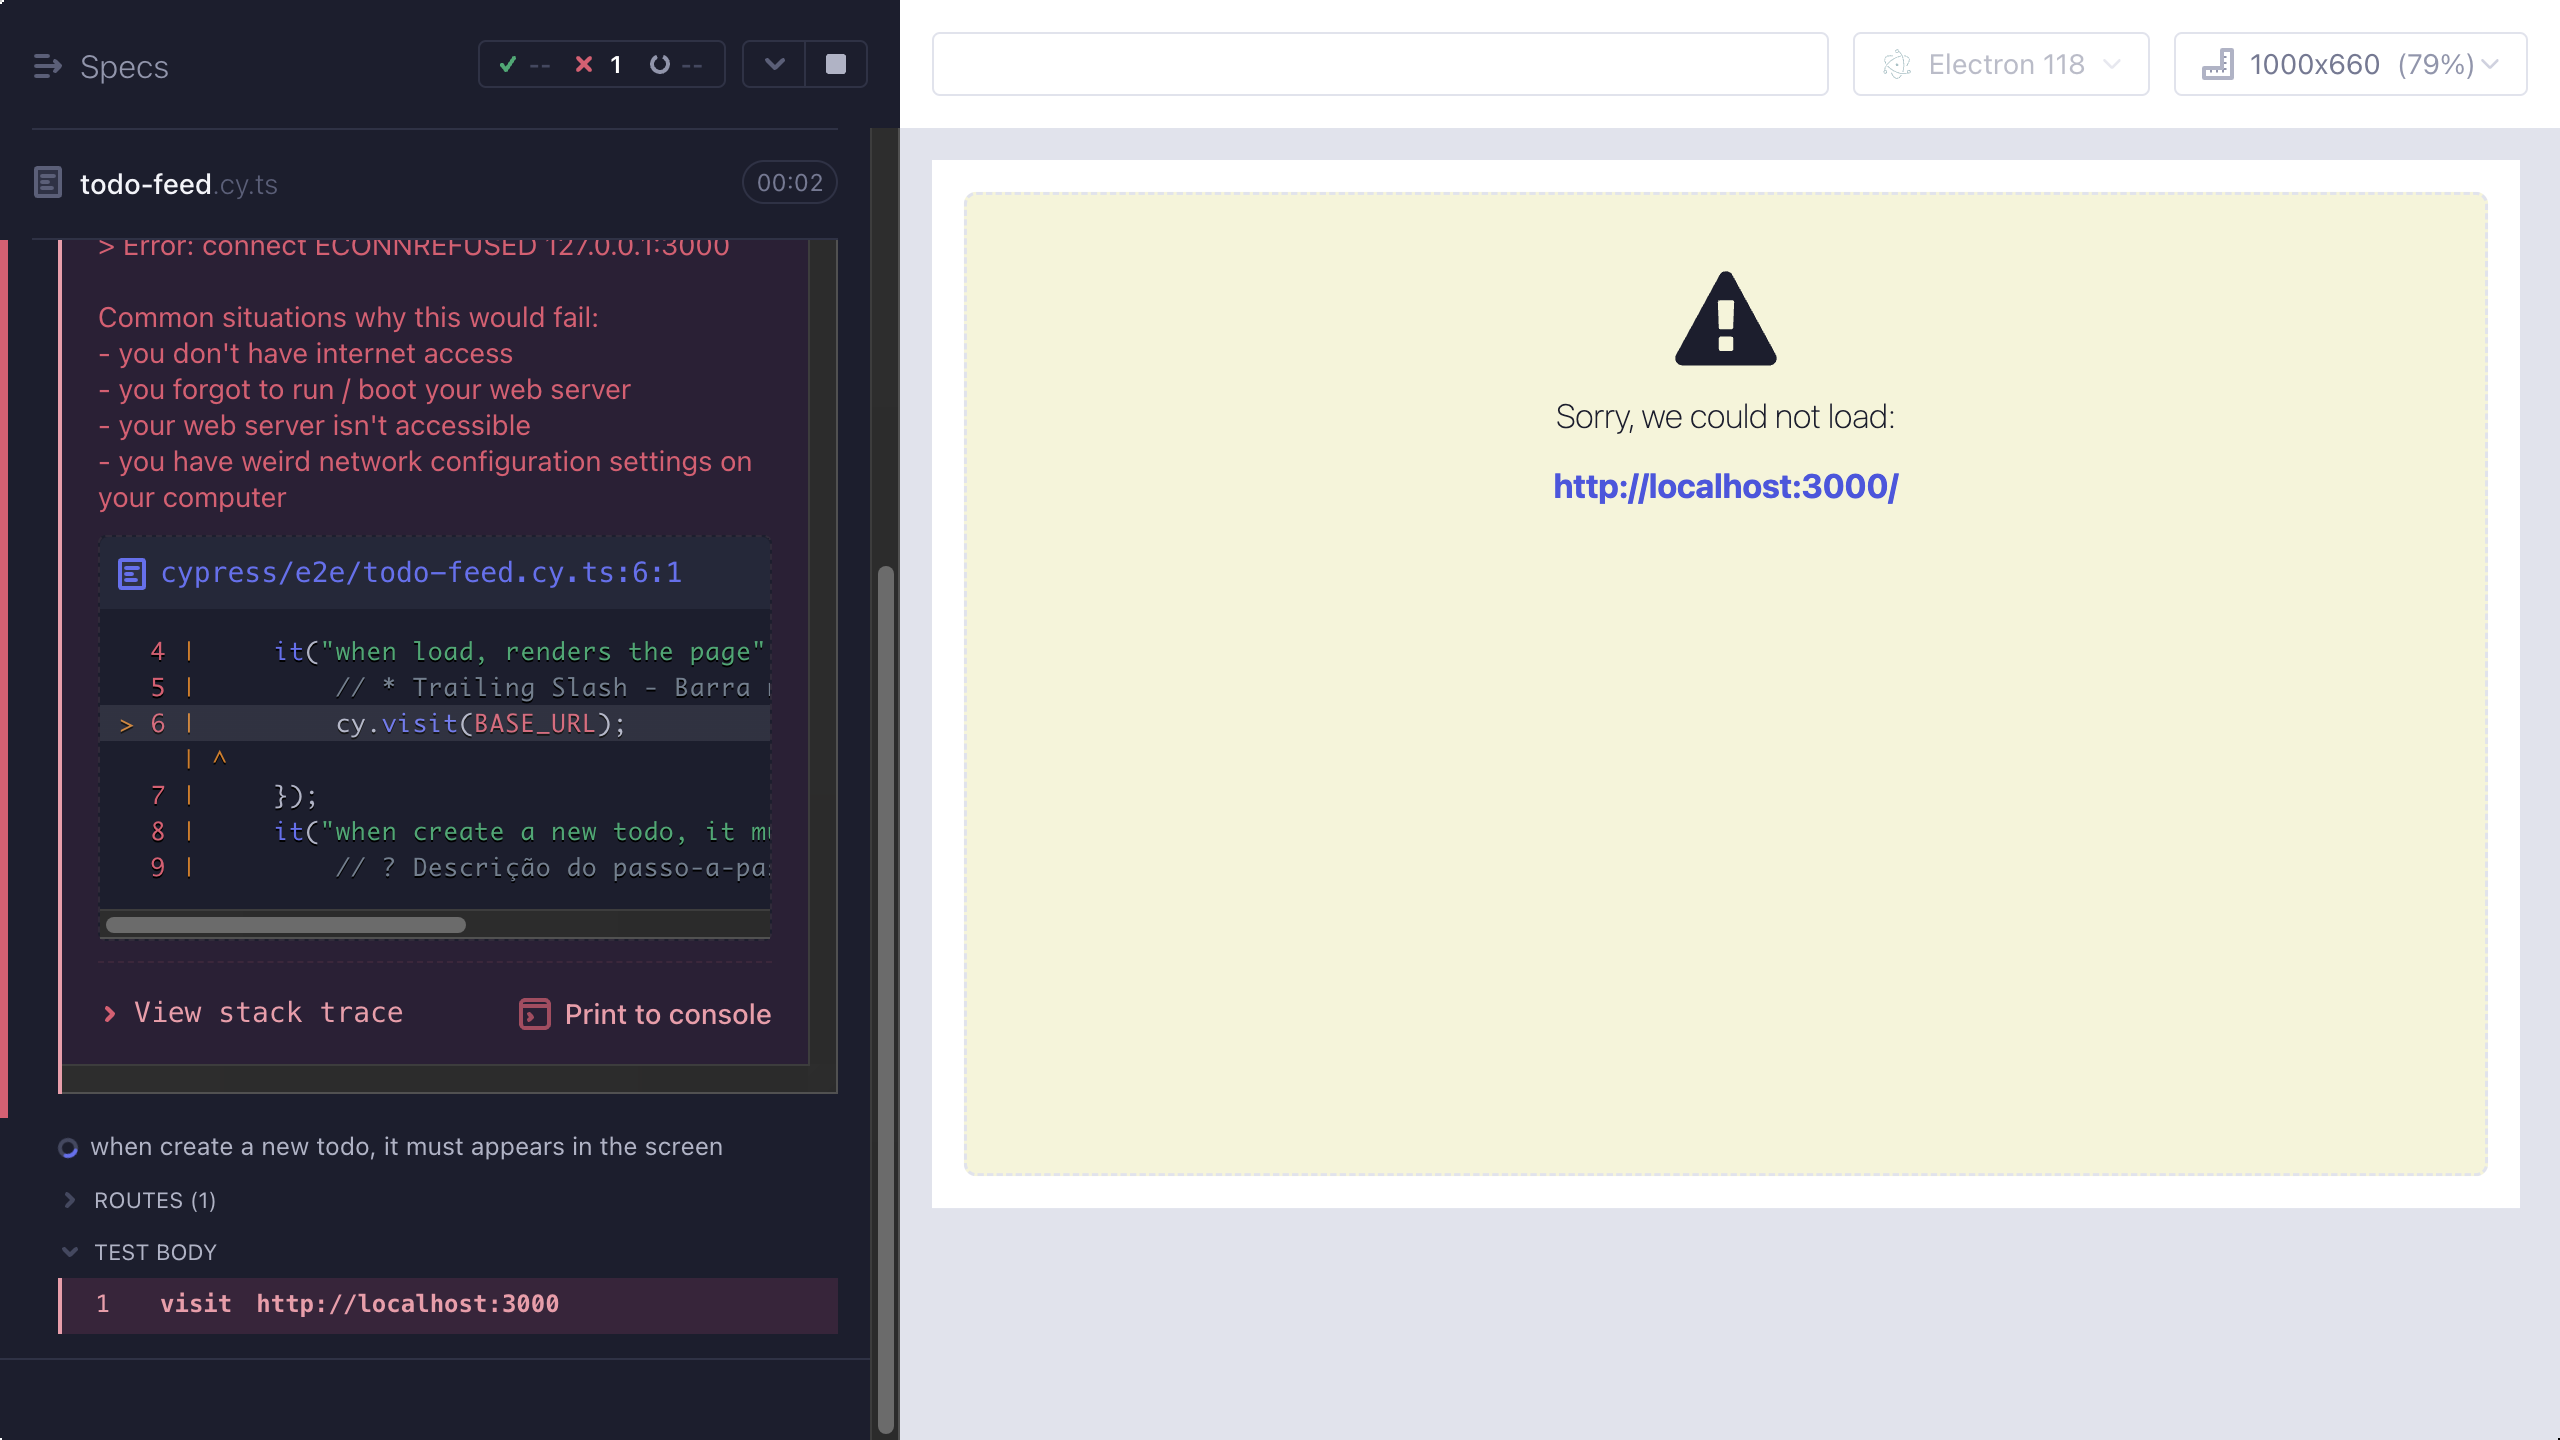 Specs
-- 1 --
Electron 118
1000x660 (79%)
todo-feed.cy.ts
00:02
> Error: connect ECONNREFUSED 127.0.0.1:3000
Common situations why this would fail:
- you don't have internet access
- you forgot to run / boot your web server
- your web server isn't accessible
- you have weird network configuration settings on
your computer
cypress/e2e/todo-feed.cy.ts:6:1
4 | it("when load, renders the page"
5 | // * Trailing Slash - Barra
> 6 | cy.visit(BASE_URL);
| ^
7 | });
8 | it("when create a new todo, it
9 | // ? Descrição do
View stack trace
Print to console
when create a new todo, it must appears in the screen
ROUTES (1)
TEST BODY
1 visit http://localhost:3000
Sorry, we could not load:
http://localhost:3000/